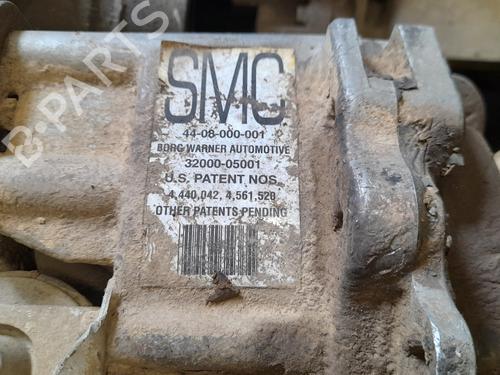 SMC
44-08-000-001
BORG WARNER AUTOMOTIVE
32000-05001
U.S. PATENT NOS.
4,440,042, 4,561,520
OTHER PATENTS PENDING
B-PARTS